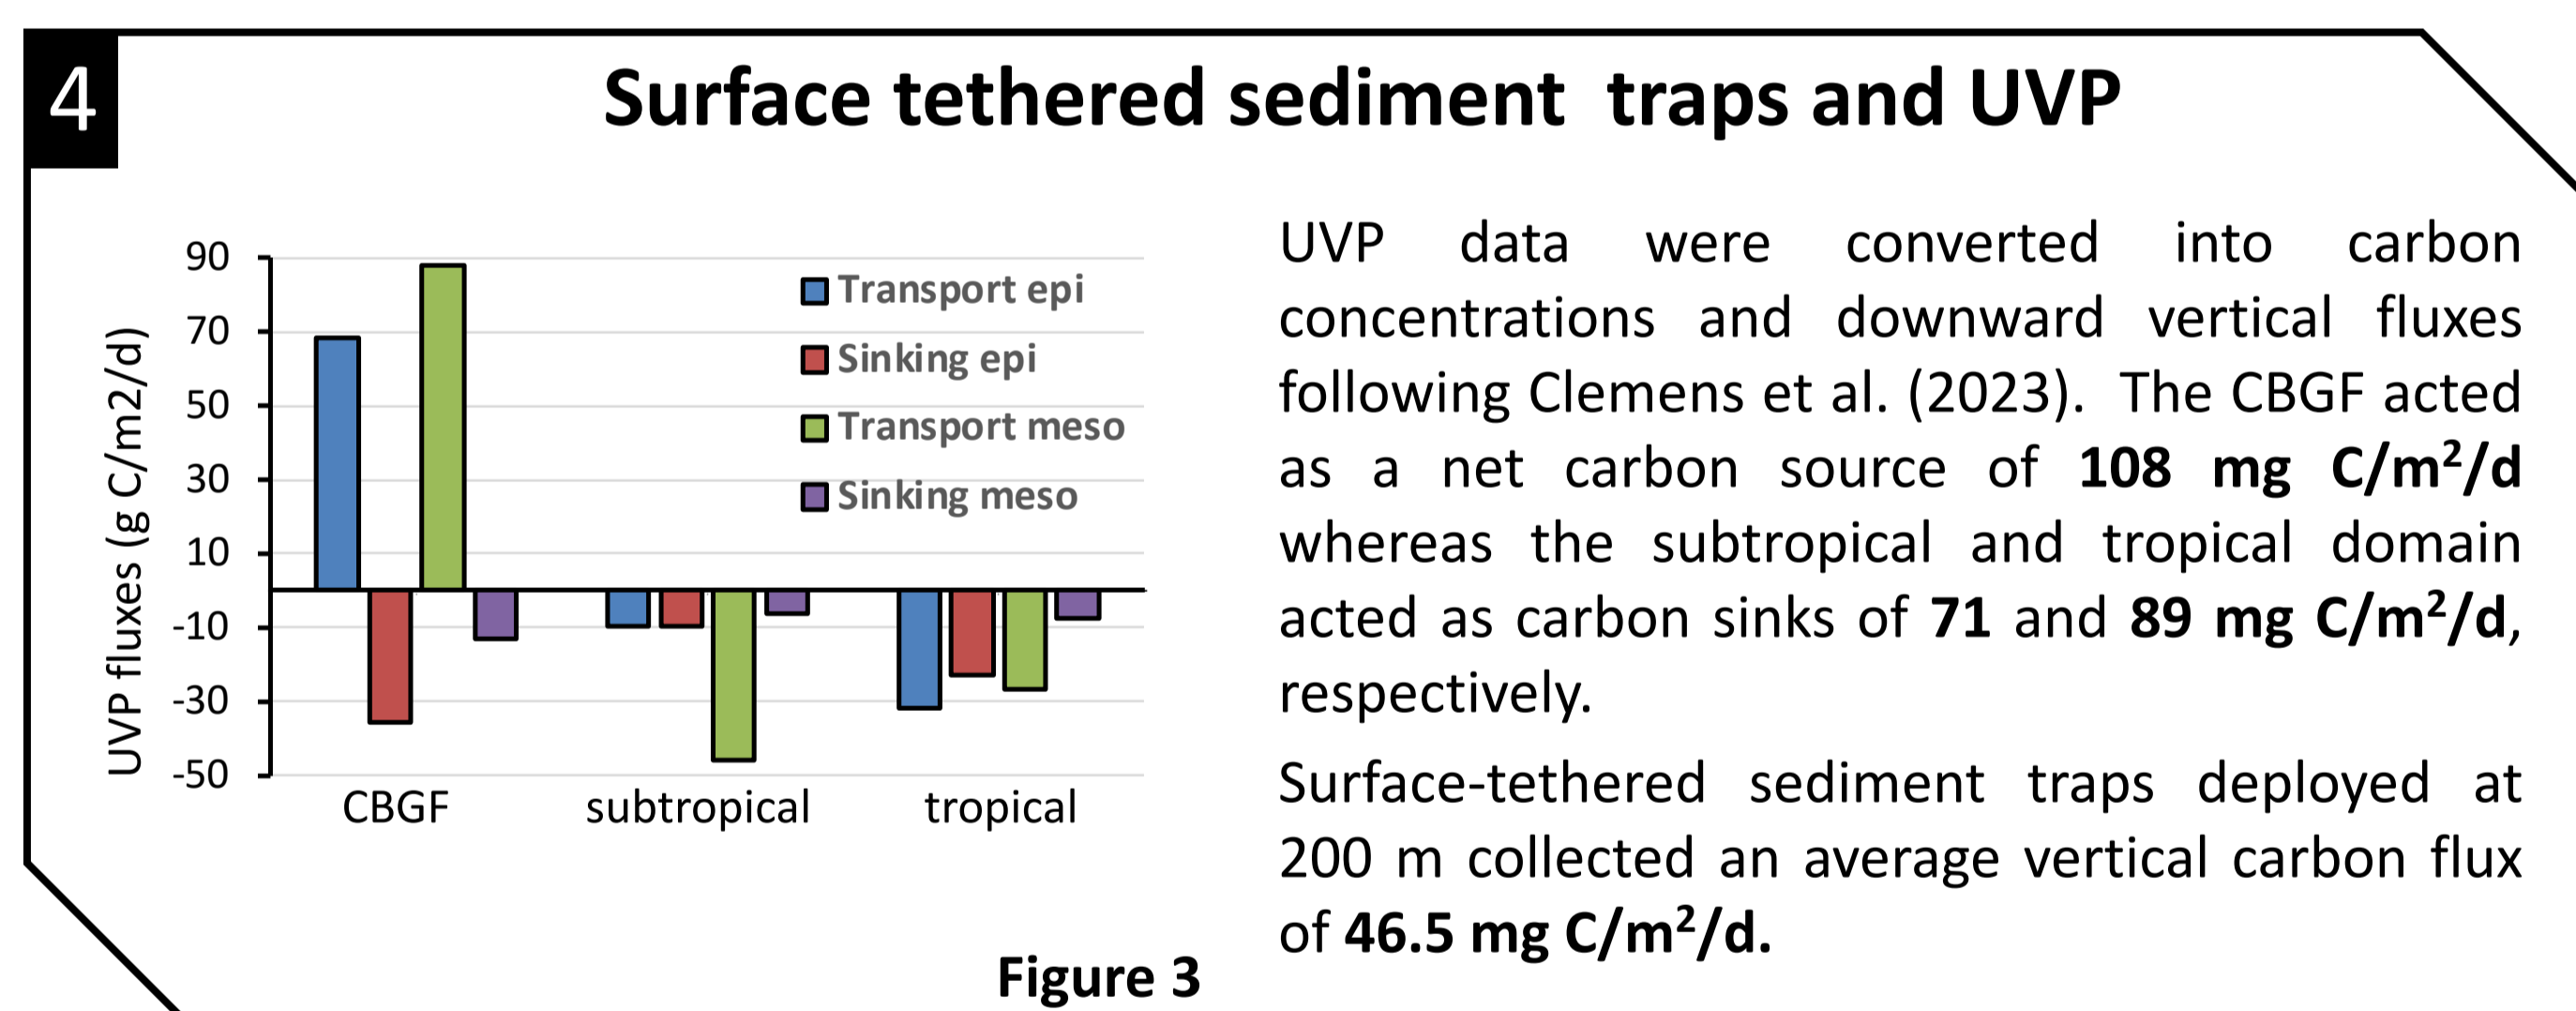 4
Surface tethered sediment traps and UVP
UVP fluxes (g C/m2/d)
90
70
50
30
10
-10
-30
-50
Transport epi
Sinking epi
Transport meso
Sinking meso
CBGF subtropical tropical
Figure 3
UVP data were converted into carbon
concentrations and downward vertical fluxes
following Clemens et al. (2023). The CBGF acted
as a net carbon source of 108 mg C/m²/d
whereas the subtropical and tropical domain
acted as carbon sinks of 71 and 89 mg C/m²/d,
respectively.
Surface-tethered sediment traps deployed at
200 m collected an average vertical carbon flux
of 46.5 mg C/m²/d.